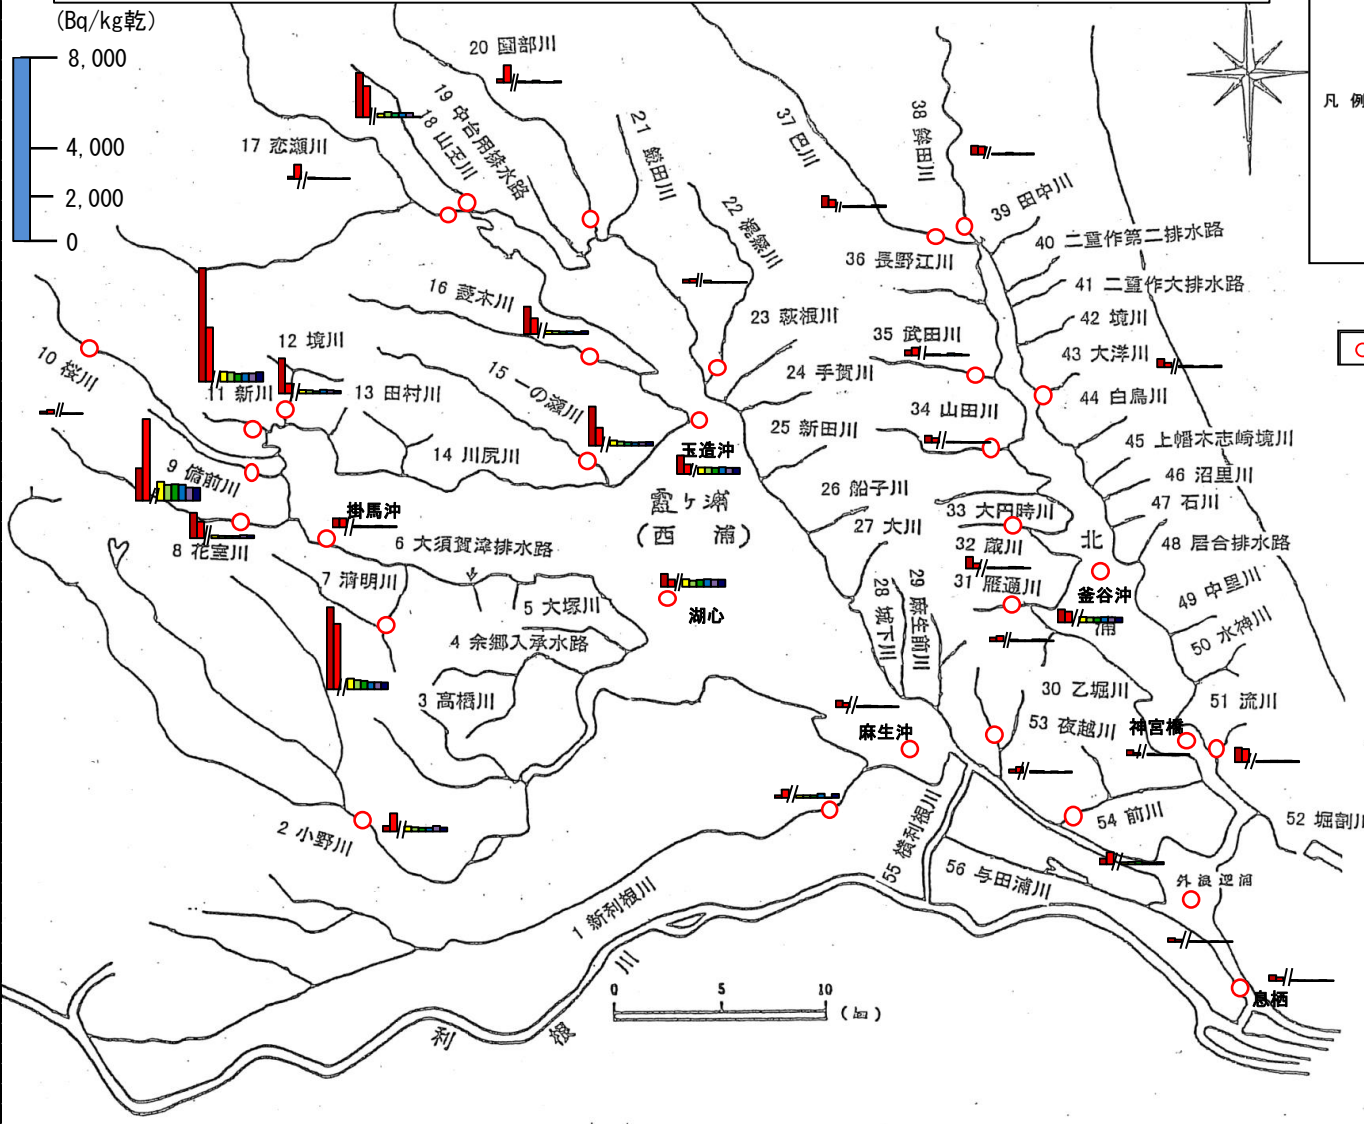 (Bq/kg乾)
8,000
4,000
2,000
0
凡 例
20 園部川
19 中台用排水路
18 山王川
17 恋瀬川
21 鎧田川
22 梶無川
37 巴川
38 鉾田川
39 田中川
40 二重作第二排水路
36 長野江川
41 二重作大排水路
16 菱木川
23 萩根川
42 境川
35 武田川
43 大洋川
12 境川
10 桜川
11 新川
13 田村川
15 一の瀬川
24 手賀川
44 白鳥川
34 山田川
25 新田川
45 上幡木志崎境川
14 川尻川
玉造沖
46 沼里川
9 備前川
26 船子川
47 石川
霞ヶ浦
(西 浦)
掛馬沖
33 大円時川
27 大川
8 花室川
6 大須賀津排水路
32 蔵川
北
48 居合排水路
7 清明川
31 雁通川
28 城下川
29 麻生前川
釜谷沖
浦
49 中里川
5 大塚川
湖心
50 水神川
4 余郷入承水路
3 高橋川
30 乙堀川
51 流川
53 夜越川
神宮橋
麻生沖
2 小野川
54 前川
52 堀割川
55 横利根川
56 与田浦川
外浪逆浦
1 新利根川
利 根 川
息栖
0 5 10 (㎞)